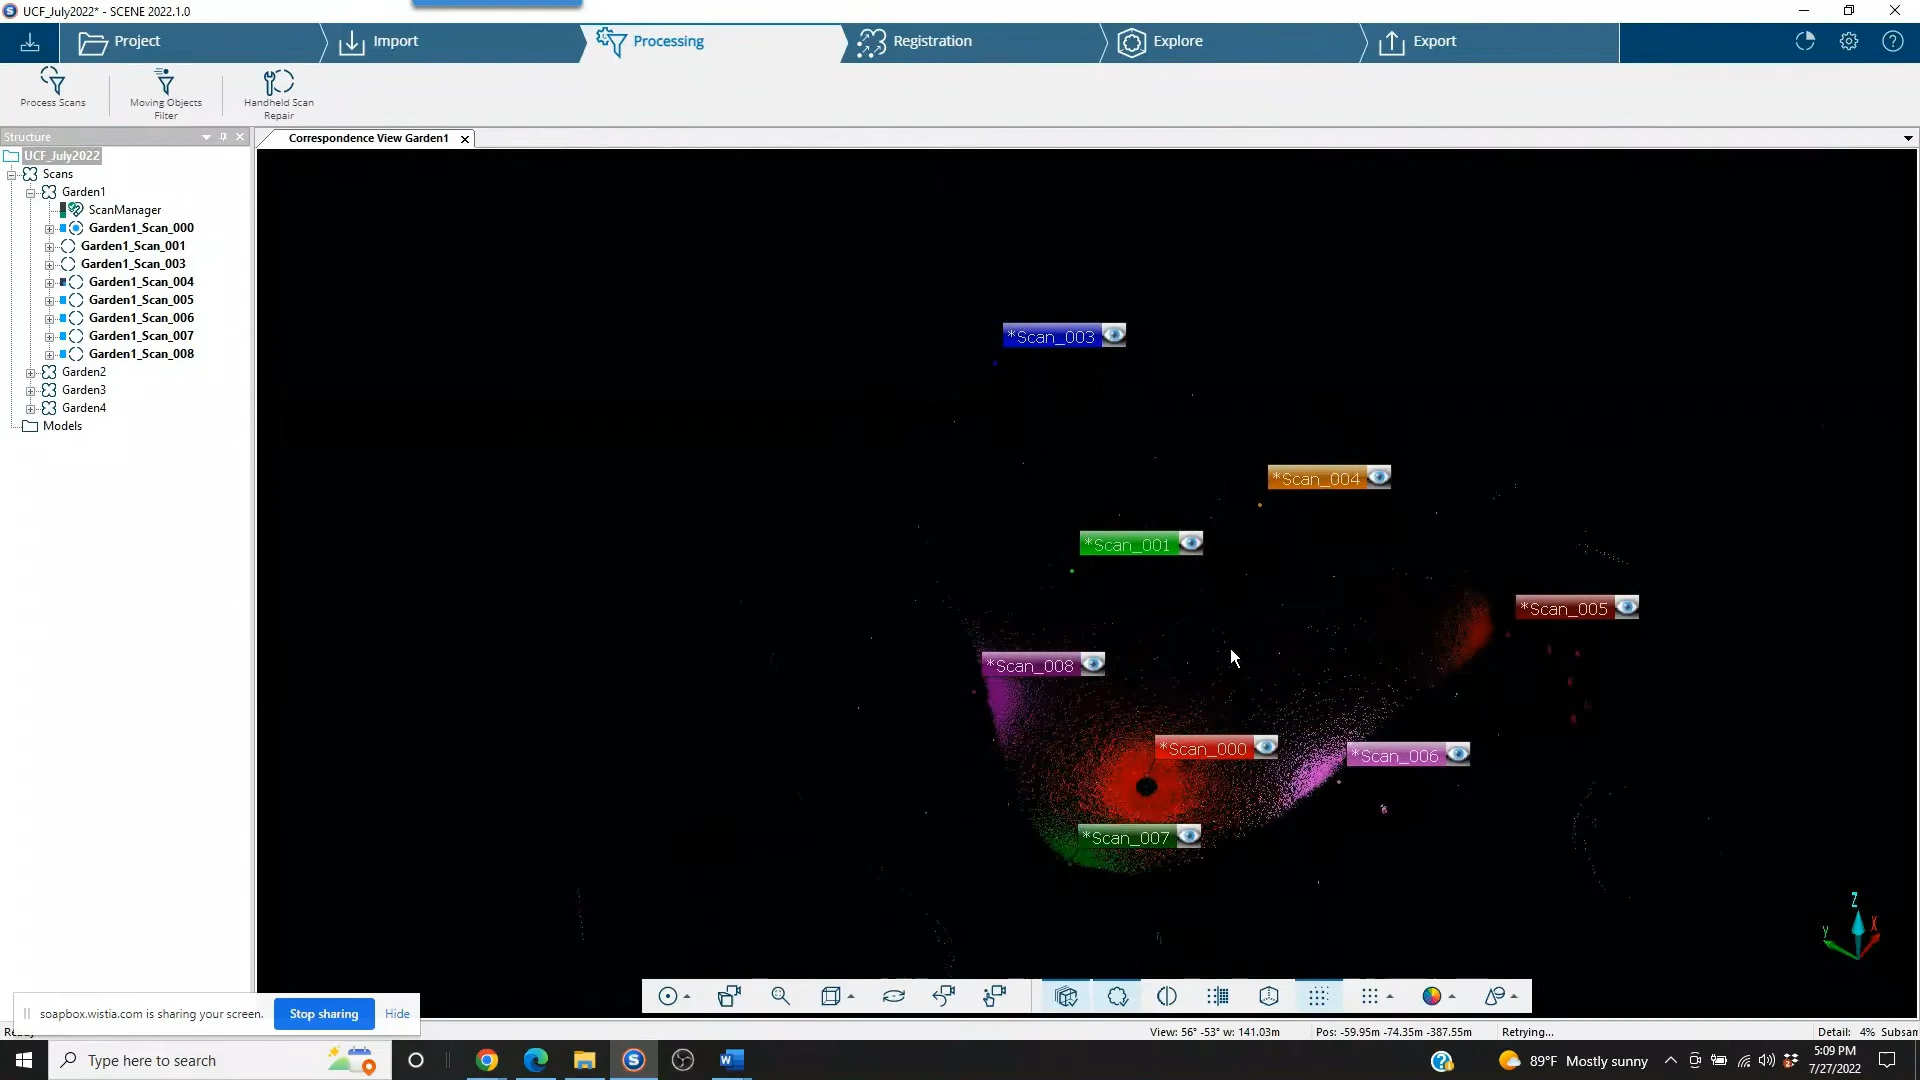 UCF_July2022* - SCENE 2022.1.0
Project
Import
Processing
Registration
Explore
Export
Process Scans
Moving Objects
Filter
Handheld Scan
Repair
Structure
Correspondence View Garden1
UCF_July2022
Scans
Garden1
ScanManager
Garden1_Scan_000
Garden1_Scan_001
Garden1_Scan_003
Garden1_Scan_004
Garden1_Scan_005
Garden1_Scan_006
Garden1_Scan_007
Garden1_Scan_008
Garden2
Garden3
Garden4
Models
*Scan_003
*Scan_004
*Scan_001
*Scan_005
*Scan_008
*Scan_000
*Scan_006
*Scan_007
Z
Y
X
soapbox.wistia.com is sharing your screen.
Stop sharing
Hide
View: 56° -53° w: 141.03m
Pos: -59.95m -74.35m -387.55m
Retrying...
Detail: 4% Subsam
Type here to search
89°F Mostly sunny
5:09 PM
7/27/2022